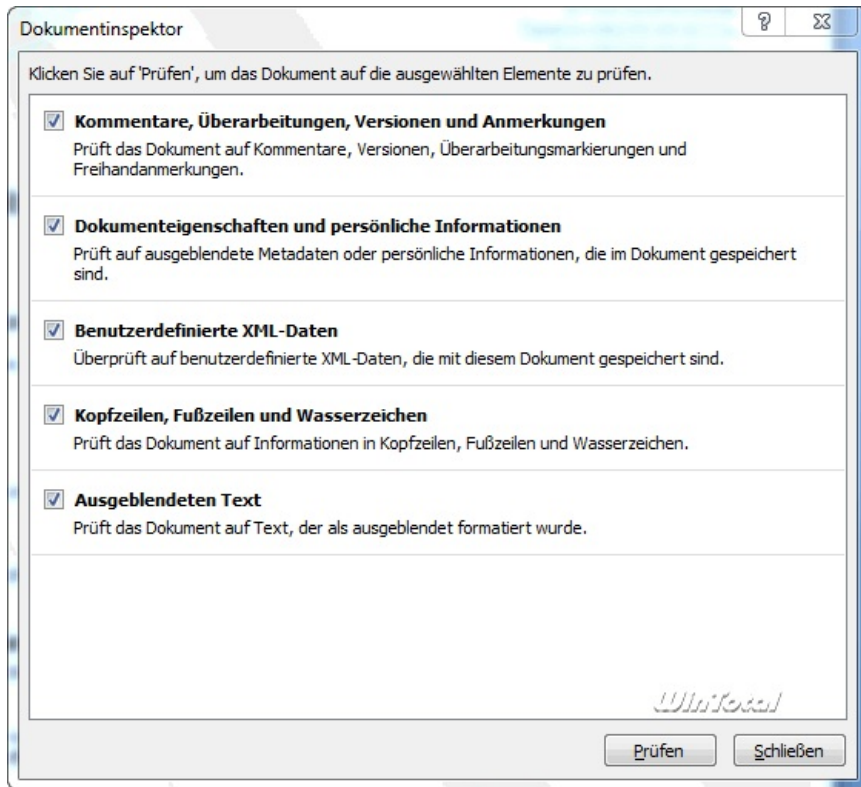 Dokumentinspektor
Klicken Sie auf 'Prüfen', um das Dokument auf die ausgewählten Elemente zu prüfen.
Kommentare, Überarbeitungen, Versionen und Anmerkungen
Prüft das Dokument auf Kommentare, Versionen, Überarbeitungsmarkierungen und
Freihandanmerkungen.
Dokumenteigenschaften und persönliche Informationen
Prüft auf ausgeblendete Metadaten oder persönliche Informationen, die im Dokument gespeichert
sind.
Benutzerdefinierte XML-Daten
Überprüft auf benutzerdefinierte XML-Daten, die mit diesem Dokument gespeichert sind.
Kopfzeilen, Fußzeilen und Wasserzeichen
Prüft das Dokument auf Informationen in Kopfzeilen, Fußzeilen und Wasserzeichen.
Ausgeblendeten Text
Prüft das Dokument auf Text, der als ausgeblendet formatiert wurde.
WinTotal
Prüfen Schließen